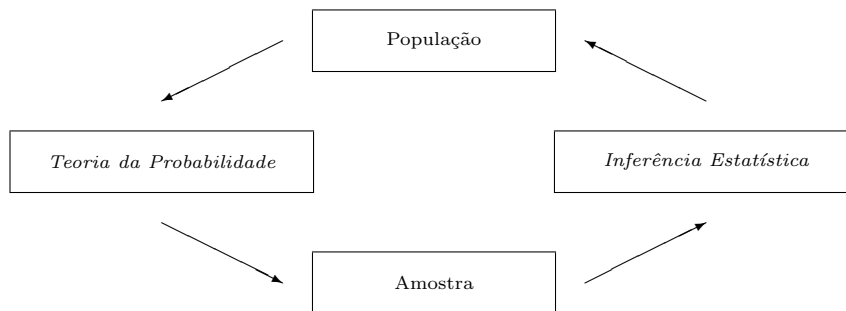 População
Teoria da Probabilidade
Inferência Estatística
Amostra